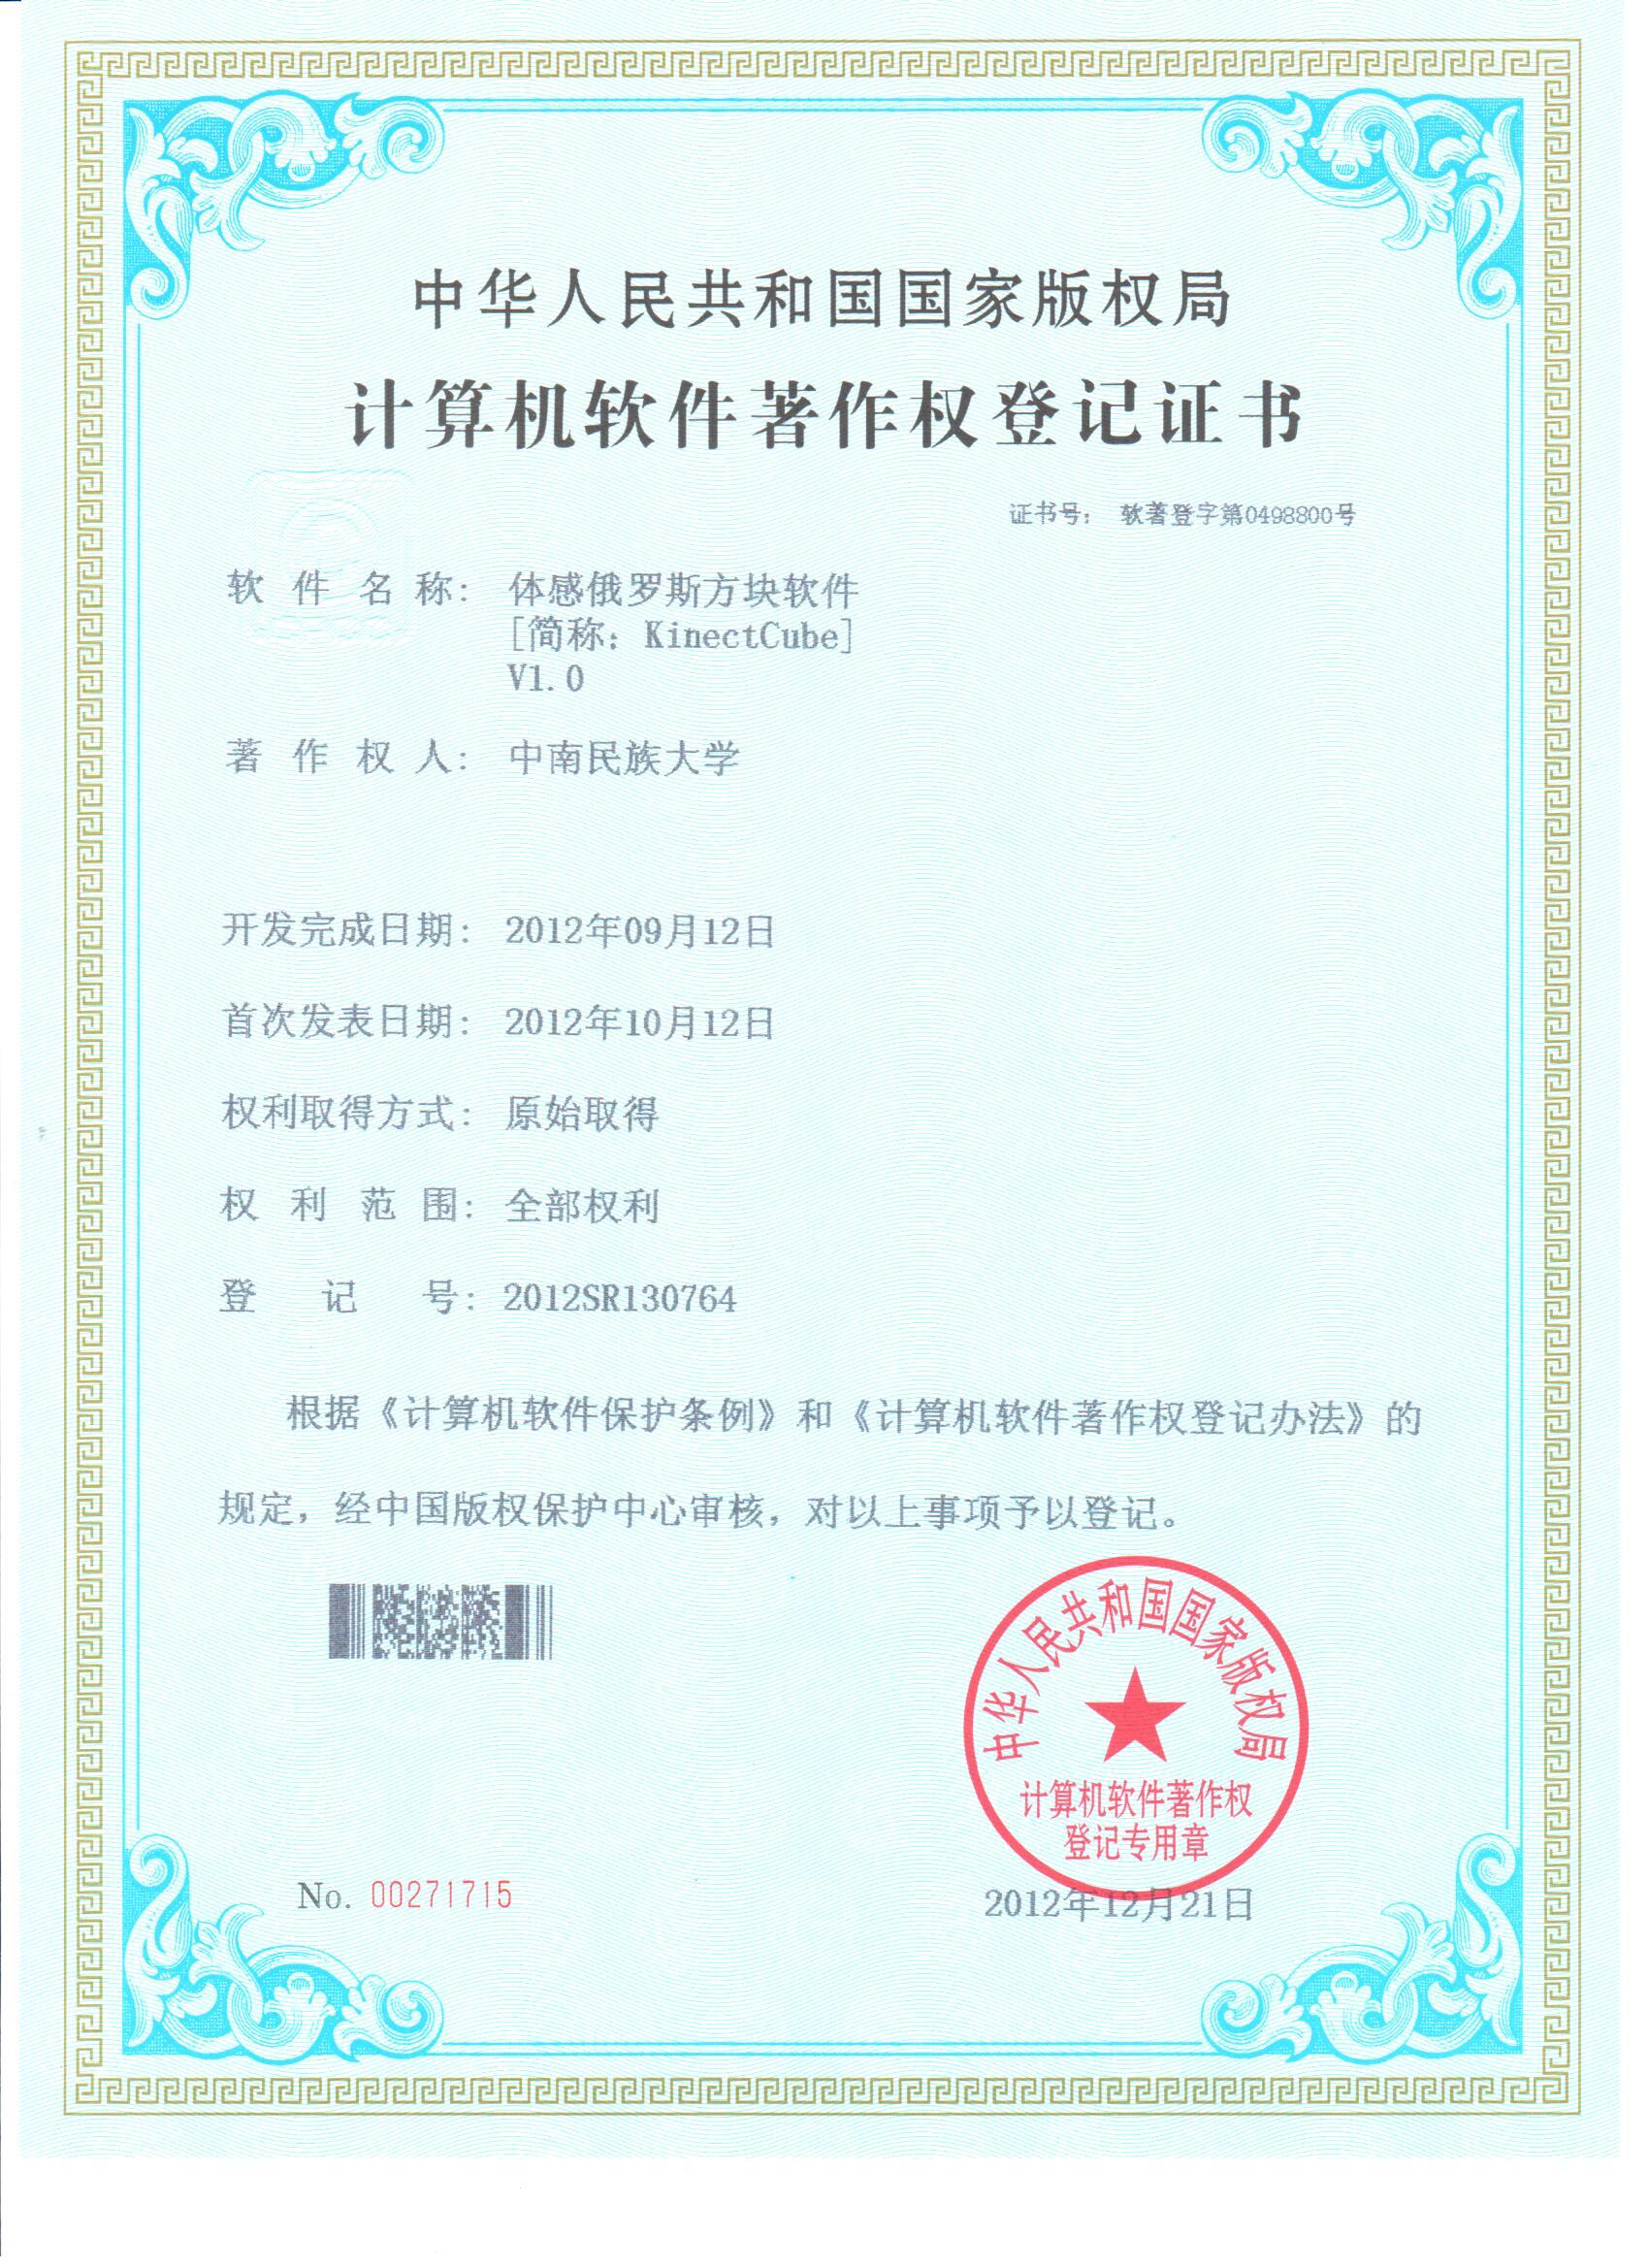 中华人民共和国国家版权局
计算机软件著作权登记证书
证书号： 软著登字第0498800号
软件名称： 体感俄罗斯方块软件
[简称：KinectCube]
V1.0
著作权人： 中南民族大学
开发完成日期： 2012年09月12日
首次发表日期： 2012年10月12日
权利取得方式： 原始取得
权利范围： 全部权利
登记号： 2012SR130764
根据《计算机软件保护条例》和《计算机软件著作权登记办法》的
规定，经中国版权保护中心审核，对以上事项予以登记。
中华人民共和国国家版权局
计算机软件著作权
登记专用章
No. 00271715
2012年12月21日